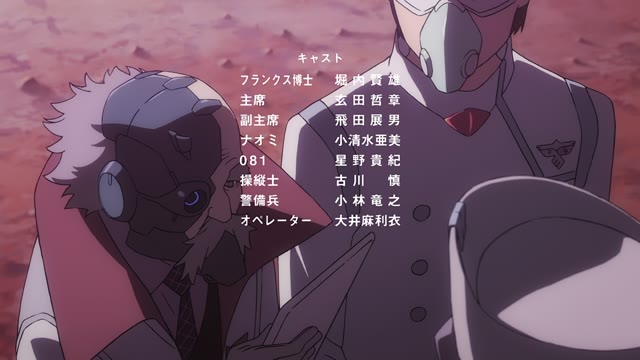 キャスト
フランクス博士 堀内賢雄
主席 玄田哲章
副主席 飛田展男
ナオミ 小清水亜美
081 星野貴紀
操縦士 古川 慎
警備兵 小林竜之
オペレーター 大井麻利衣